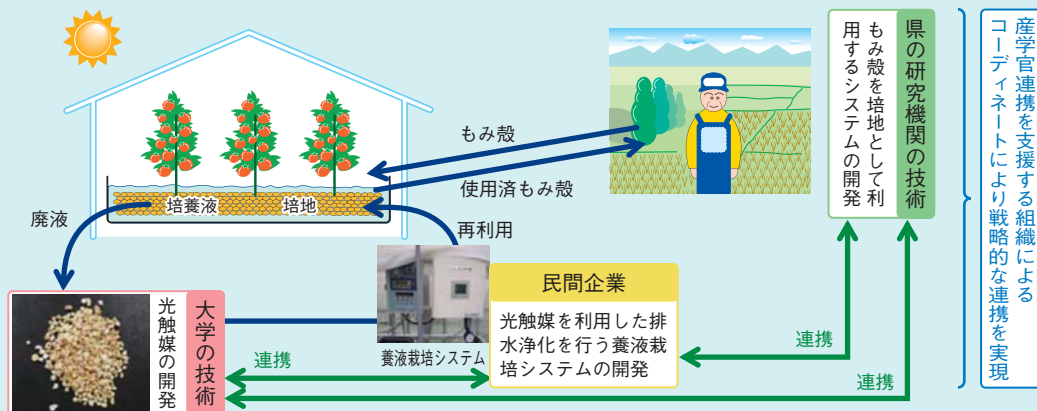 産学官連携を支援する組織による
コーディネートにより戦略的な連携を実現
県の研究機関の技術
もみ殻を培地として利
用するシステムの開発
もみ殻
使用済もみ殻
培養液
培地
廃液
再利用
民間企業
光触媒を利用した排
水浄化を行う養液栽
培システムの開発
養液栽培システム
大学の技術
光触媒の開発
連携
連携
連携